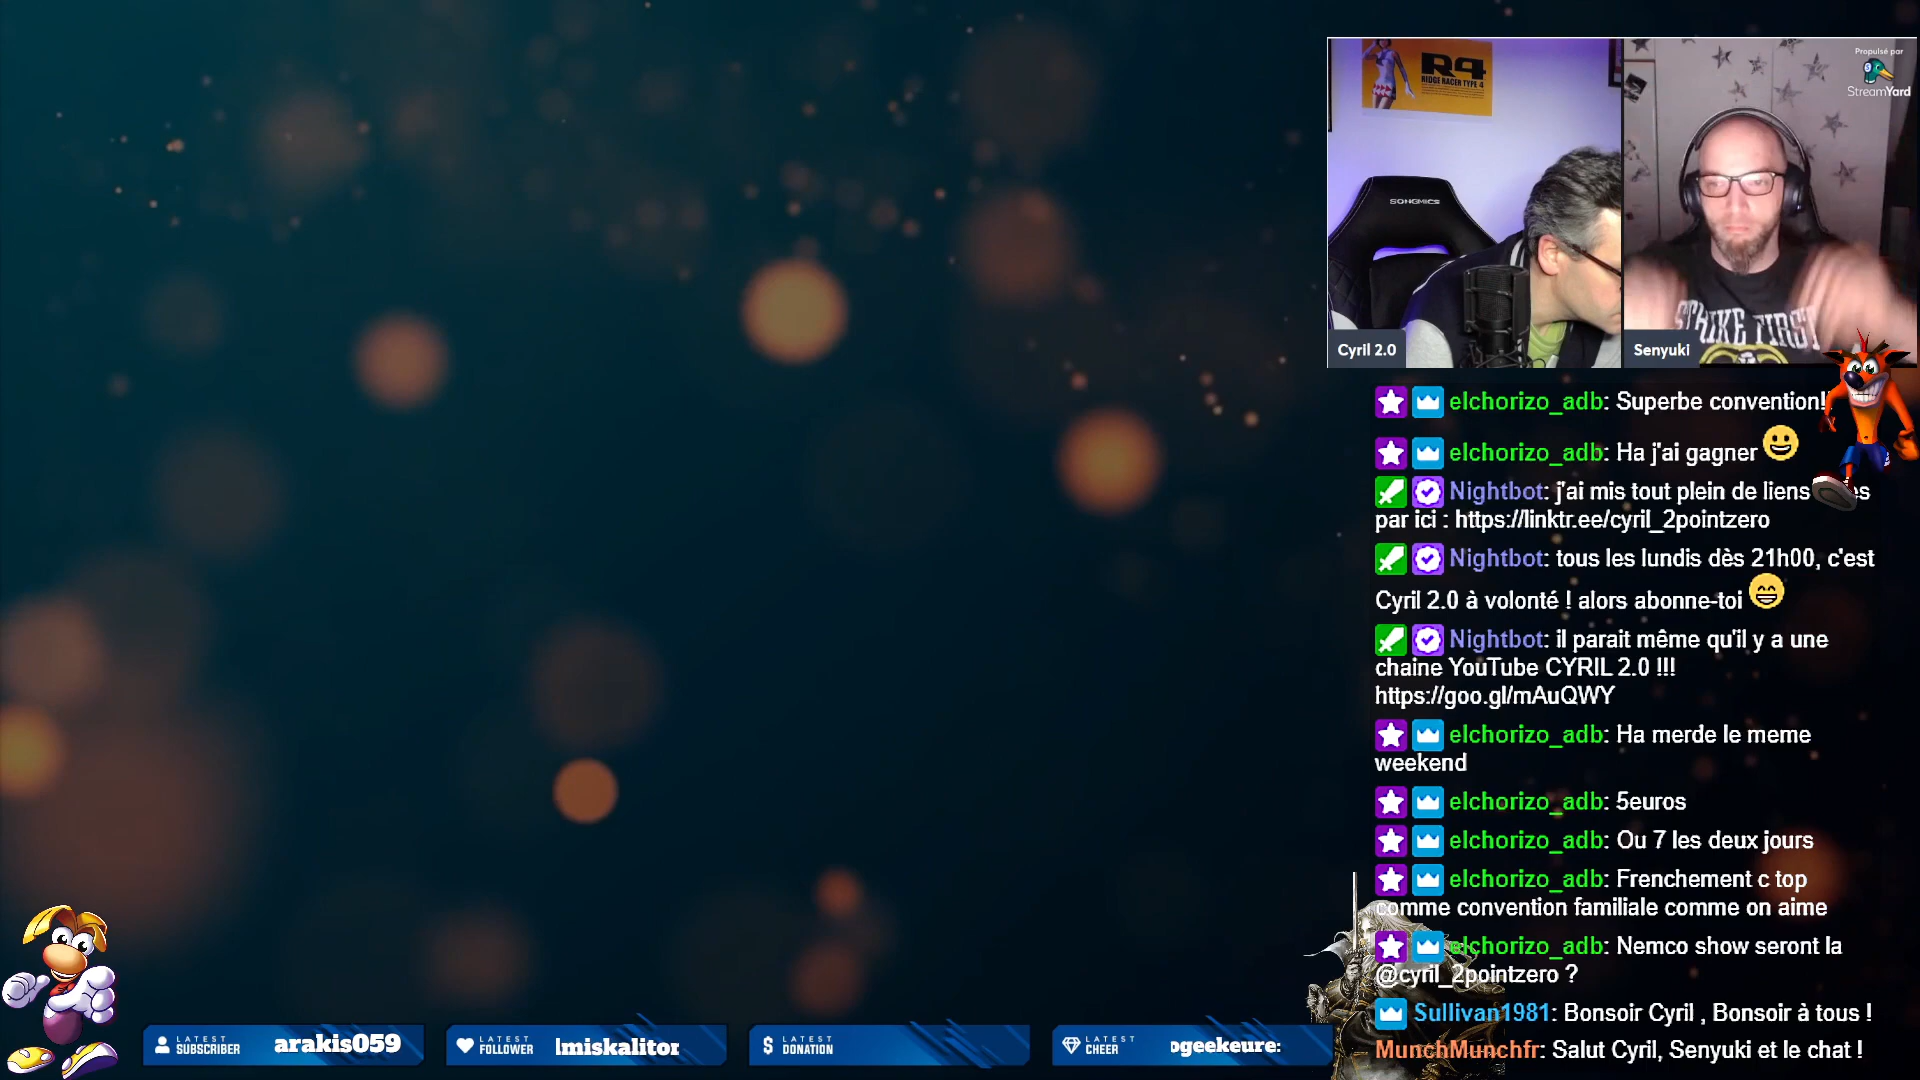 R4
RIDGE RACER TYPE 4
SONGMICS
Cyril 2.0
Propulsé par
StreamYard
STRIKE FIRST
Senyuki
elchorizo_adb: Superbe convention!
elchorizo_adb: Ha j'ai gagner 😀
Nightbot: j'ai mis tout plein de liens
par ici : https://linktr.ee/cyril_2pointzero
Nightbot: tous les lundis dès 21h00, c'est
Cyril 2.0 à volonté ! alors abonne-toi 😁
Nightbot: il parait même qu'il y a une
chaine YouTube CYRIL 2.0 !!!
https://goo.gl/mAuQWY
elchorizo_adb: Ha merde le meme
weekend
elchorizo_adb: 5euros
elchorizo_adb: Ou 7 les deux jours
elchorizo_adb: Frenchement c top
comme convention familiale comme on aime
elchorizo_adb: Nemco show seront la
@cyril_2pointzero ?
Sullivan1981: Bonsoir Cyril , Bonsoir à tous !
MunchMunchfr: Salut Cyril, Senyuki et le chat !
LATEST
SUBSCRIBER
arakis059
LATEST
FOLLOWER
lmiskalitor
LATEST
DONATION
LATEST
CHEER
ogeekeure: